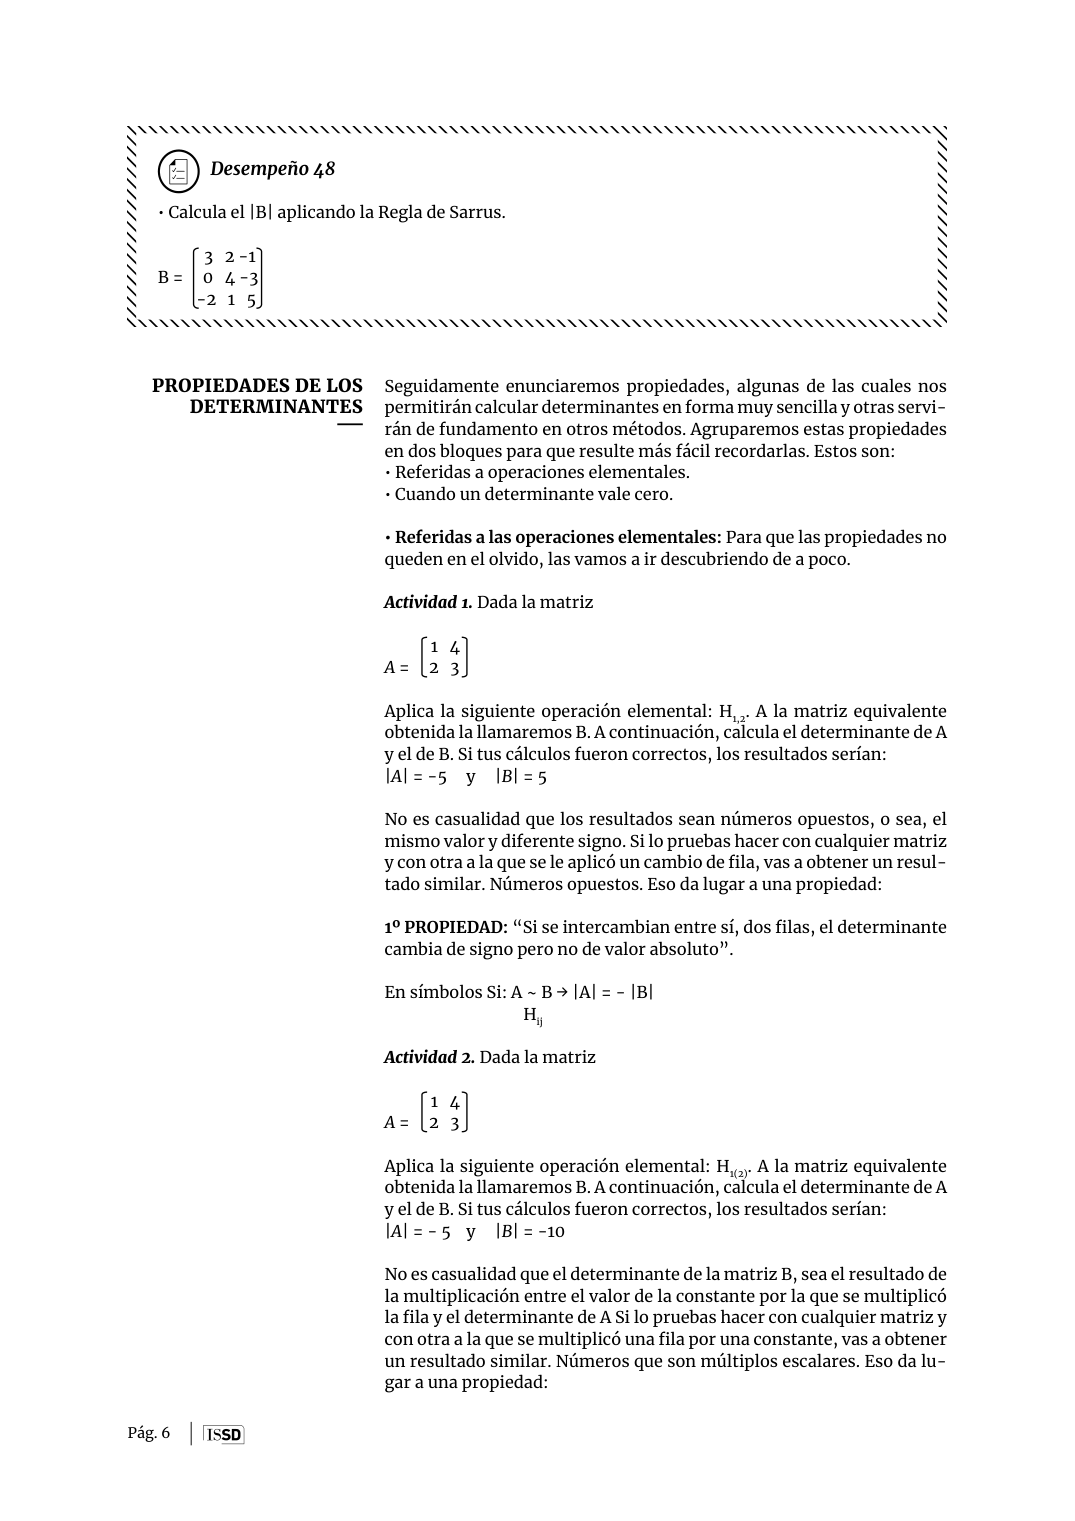 Desempeño 48
• Calcula el |B| aplicando la Regla de Sarrus.
3 2 -1
B = 0 4 -3
-2 1 5
PROPIEDADES DE LOS
DETERMINANTES
Seguidamente enunciaremos propiedades, algunas de las cuales nos
permitirán calcular determinantes en forma muy sencilla y otras servi-
rán de fundamento en otros métodos. Agruparemos estas propiedades
en dos bloques para que resulte más fácil recordarlas. Estos son:
• Referidas a operaciones elementales.
• Cuando un determinante vale cero.
• Referidas a las operaciones elementales: Para que las propiedades no
queden en el olvido, las vamos a ir descubriendo de a poco.
Actividad 1. Dada la matriz
1 4
A = 2 3
Aplica la siguiente operación elemental: H1,2. A la matriz equivalente
obtenida la llamaremos B. A continuación, calcula el determinante de A
y el de B. Si tus cálculos fueron correctos, los resultados serían:
|A| = -5 y |B| = 5
No es casualidad que los resultados sean números opuestos, o sea, el
mismo valor y diferente signo. Si lo pruebas hacer con cualquier matriz
y con otra a la que se le aplicó un cambio de fila, vas a obtener un resul-
tado similar. Números opuestos. Eso da lugar a una propiedad:
1º PROPIEDAD: “Si se intercambian entre sí, dos filas, el determinante
cambia de signo pero no de valor absoluto”.
En símbolos Si: A ~ B → |A| = - |B|
Hij
Actividad 2. Dada la matriz
1 4
A = 2 3
Aplica la siguiente operación elemental: H1(2). A la matriz equivalente
obtenida la llamaremos B. A continuación, calcula el determinante de A
y el de B. Si tus cálculos fueron correctos, los resultados serían:
|A| = - 5 y |B| = -10
No es casualidad que el determinante de la matriz B, sea el resultado de
la multiplicación entre el valor de la constante por la que se multiplicó
la fila y el determinante de A Si lo pruebas hacer con cualquier matriz y
con otra a la que se multiplicó una fila por una constante, vas a obtener
un resultado similar. Números que son múltiplos escalares. Eso da lu-
gar a una propiedad:
Pág. 6 ISSD